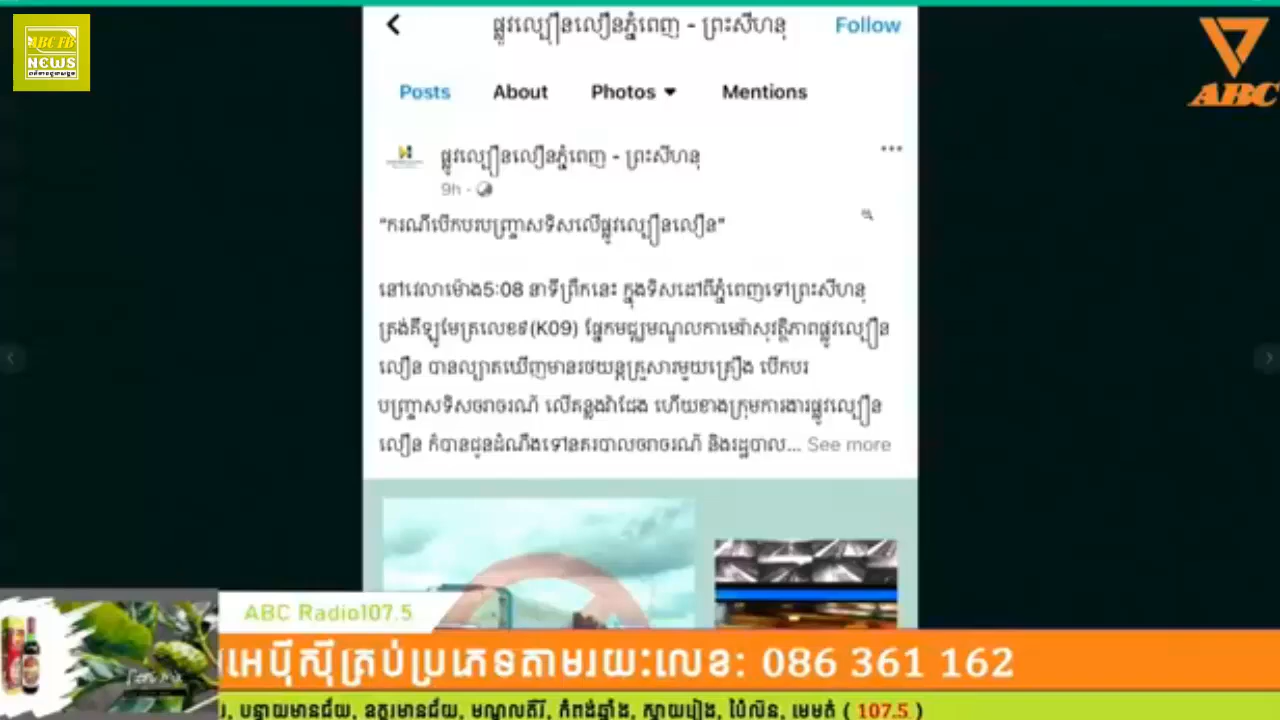 ABC FB
NEWS
ផ្លូវល្បឿនលឿនភ្នំពេញ - ព្រះសីហនុ
Follow
ABC
Posts About Photos Mentions
ផ្លូវល្បឿនលឿនភ្នំពេញ - ព្រះសីហនុ
9h
“ករណីបើកបរបញ្ច្រាសទិសលើផ្លូវល្បឿនលឿន”
នៅវេលាម៉ោង5:08 នាទីព្រឹកនេះ ក្នុងទិសដៅពីភ្នំពេញទៅព្រះសីហនុ
ត្រង់គីឡូម៉ែត្រលេខ៩(K09) ផ្នែកមជ្ឈមណ្ឌលកាមេរ៉ាសុវត្ថិភាពផ្លូវល្បឿន
លឿន បានល្បាតឃើញមានរថយន្តគ្រួសារមួយគ្រឿង បើកបរ
បញ្ច្រាសទិសចរាចរណ៍ លើគន្លងវ៉ាដែង ហើយខាងក្រុមការងារផ្លូវល្បឿន
លឿន ក៏បានជូនដំណឹងទៅនគរបាលចរាចរណ៍ និងរដ្ឋបាល... See more
ABC Radio107.5
អេប៊ីស៊ីគ្រប់ប្រភេទតាមរយៈលេខ: 086 361 162
, បន្ទាយមានជ័យ, ឧត្ដរមានជ័យ, មណ្ឌលគិរី, កំពង់ឆ្នាំង, ស្វាយរៀង, ប៉ៃលិន, មេមត់ ( 107.5 )